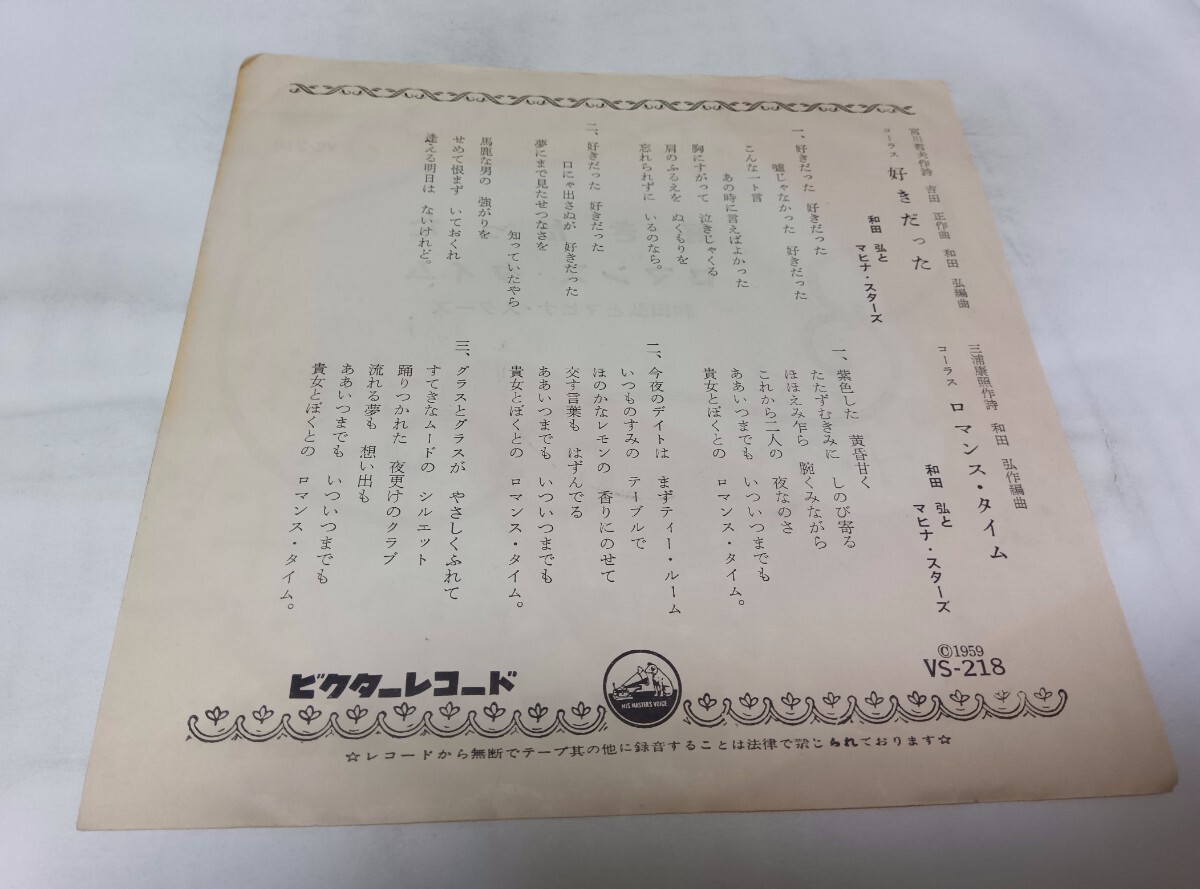 宮川哲夫作詩 吉田 正作曲 和田 弘編曲
コーラス 好きだった
和田 弘と
マヒナ・スターズ
一、好きだった 好きだった
嘘じゃなかった 好きだった
こんな一ト言
あの時に言えばよかった
胸にすがって 泣きじゃくる
肩のふるえを ぬくもりを
忘れられずに いるのなら。
二、好きだった 好きだった
口にゃ出さぬが 好きだった
夢にまで見たせつなさを
知っていたやら
馬鹿な男の 強がりを
せめて恨まず いておくれ
逢える明日は ないけれど。
三浦康照作詩 和田 弘作編曲
コーラス ロマンス・タイム
和田 弘と
マヒナ・スターズ
一、紫色した 黄昏甘く
たたずむきみに しのび寄る
ほほえみ乍ら 腕くみながら
これから二人の 夜なのさ
ああいつまでも いついつまでも
貴女とぼくとの ロマンス・タイム。
二、今夜のデイトは まずティー・ルーム
いつものすみの テーブルで
ほのかなレモンの 香りにのせて
交す言葉も はずんでる
ああいつまでも いついつまでも
貴女とぼくとの ロマンス・タイム。
三、グラスとグラスが やさしくふれて
すてきなムードの シルエット
踊りつかれた 夜更けのクラブ
流れる夢も 想い出も
ああいつまでも いついつまでも
貴女とぼくとの ロマンス・タイム。
©1959
VS-218
ビクターレコード
HIS MASTER'S VOICE
☆レコードから無断でテープ其の他に録音することは法律で禁じられております☆